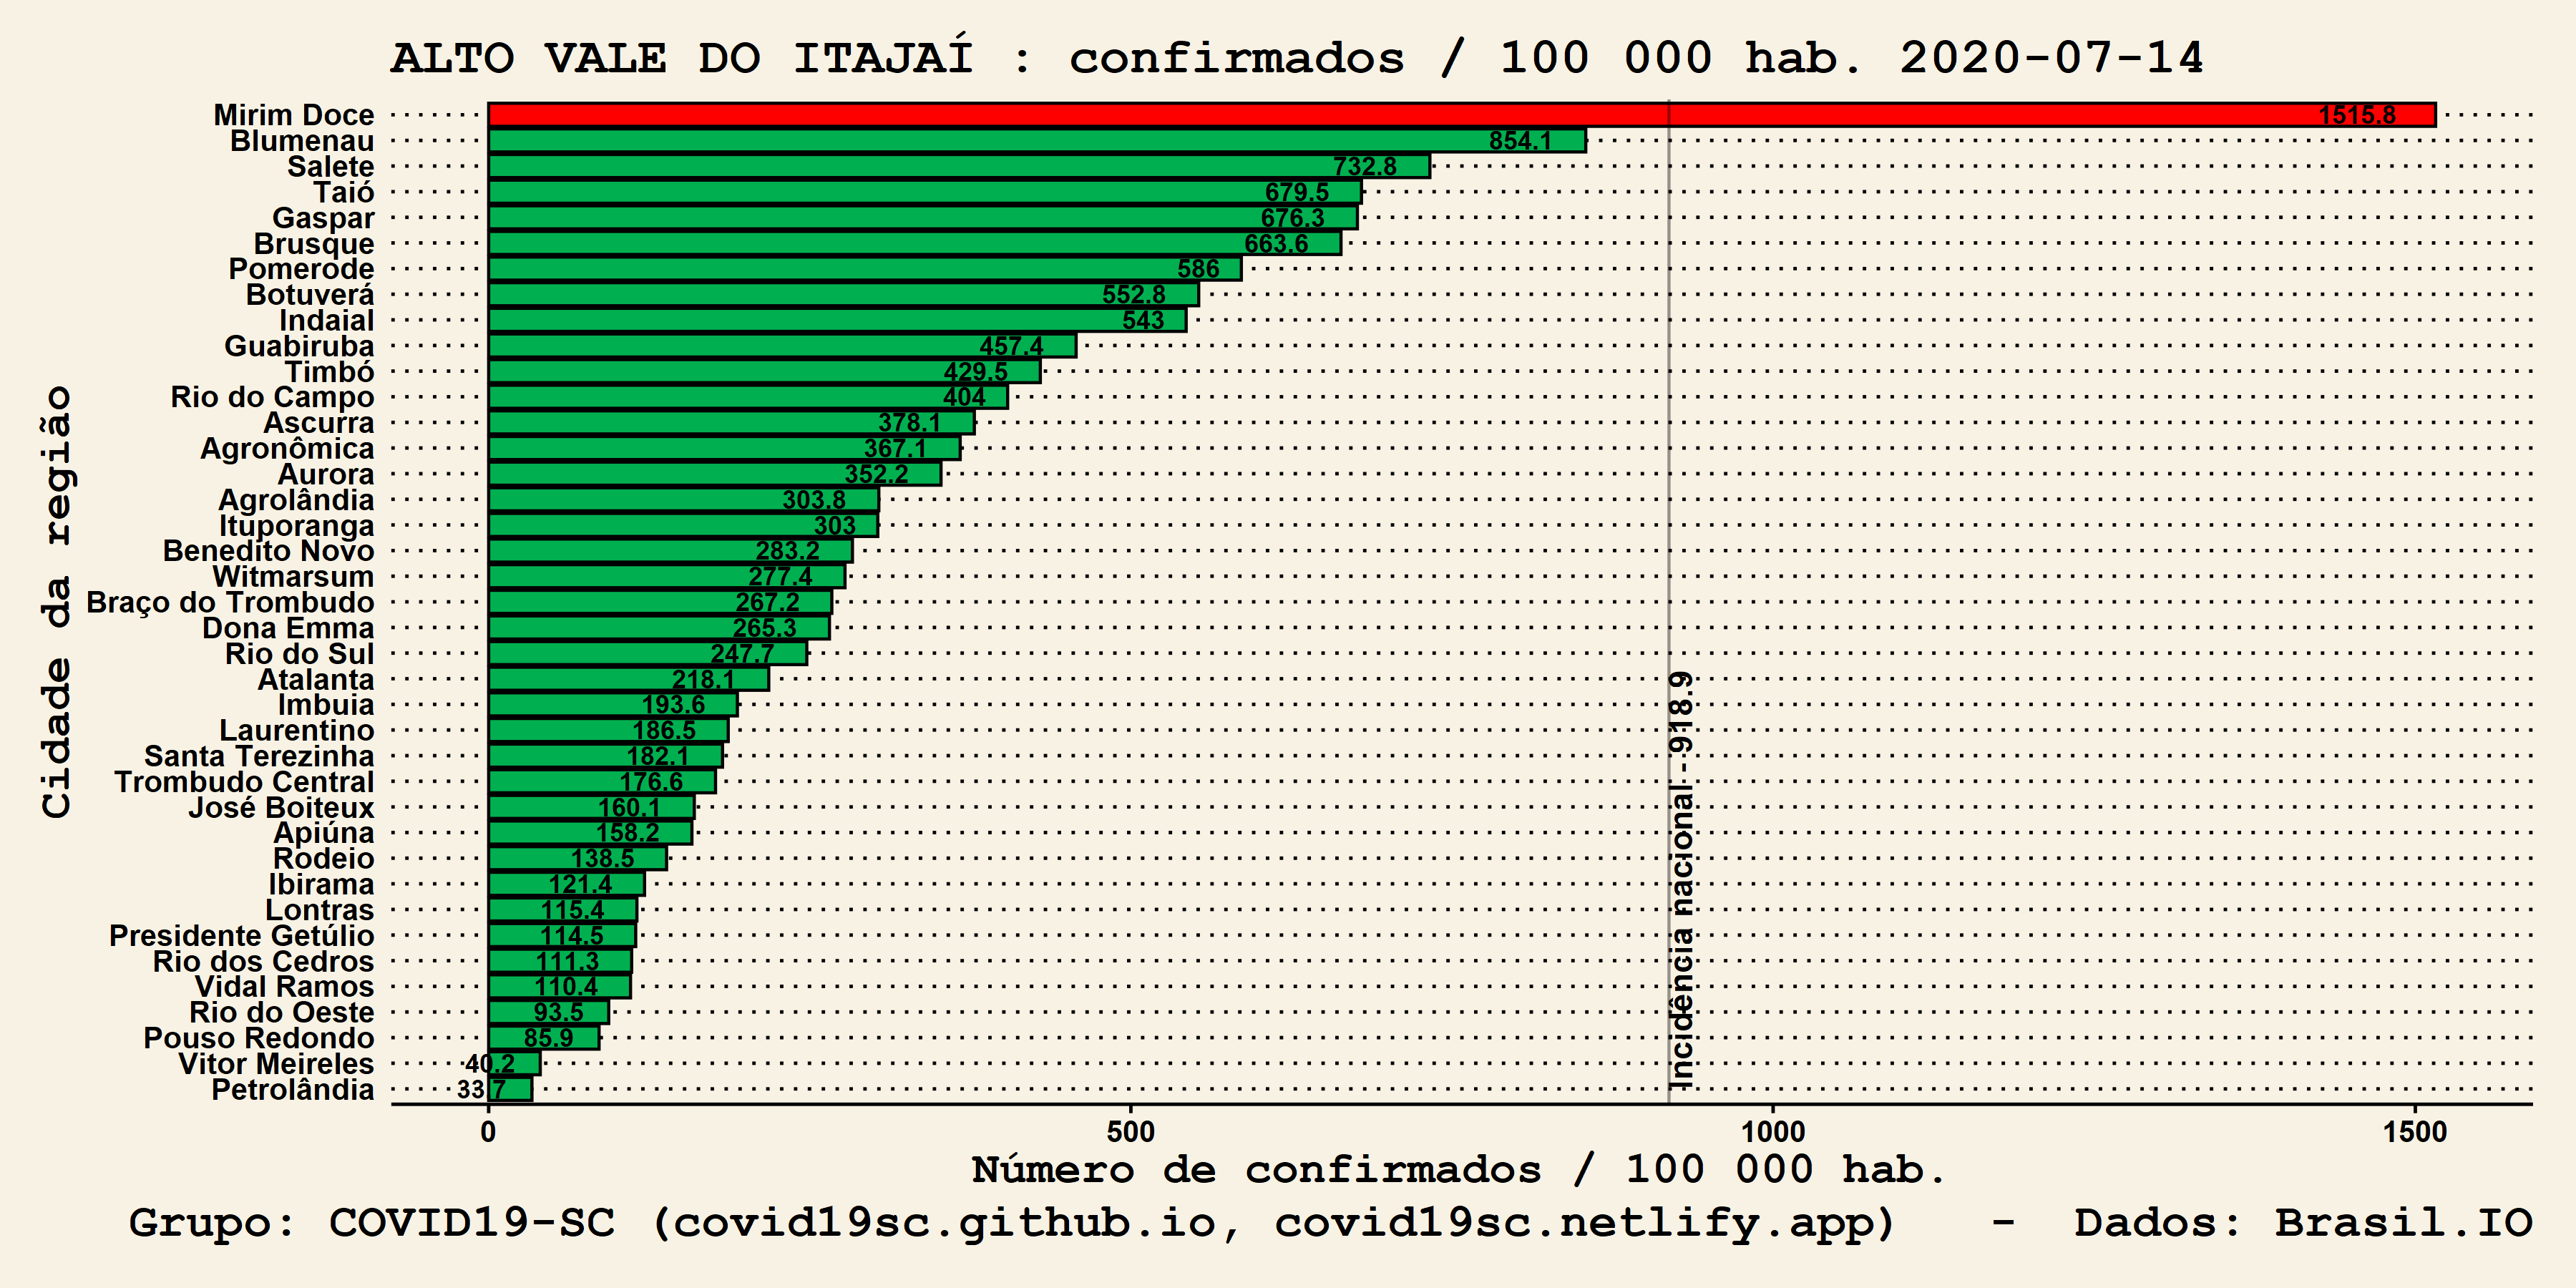 ALTO VALE DO ITAJAÍ : confirmados / 100 000 hab. 2020-07-14
Cidade da região
Mirim Doce 1515.8
Blumenau 854.1
Salete 732.8
Taió 679.5
Gaspar 676.3
Brusque 663.6
Pomerode 586
Botuverá 552.8
Indaial 543
Guabiruba 457.4
Timbó 429.5
Rio do Campo 404
Ascurra 378.1
Agronômica 367.1
Aurora 352.2
Agrolândia 303.8
Ituporanga 303
Benedito Novo 283.2
Witmarsum 277.4
Braço do Trombudo 267.2
Dona Emma 265.3
Rio do Sul 247.7
Atalanta 218.1
Imbuia 193.6
Laurentino 186.5
Santa Terezinha 182.1
Trombudo Central 176.6
José Boiteux 160.1
Apiúna 158.2
Rodeio 138.5
Ibirama 121.4
Lontras 115.4
Presidente Getúlio 114.5
Rio dos Cedros 111.3
Vidal Ramos 110.4
Rio do Oeste 93.5
Pouso Redondo 85.9
Vitor Meireles 40.2
Petrolândia 33.7
Incidência nacional - 918.9
0 500 1000 1500
Número de confirmados / 100 000 hab.
Grupo: COVID19-SC (covid19sc.github.io, covid19sc.netlify.app) - Dados: Brasil.IO